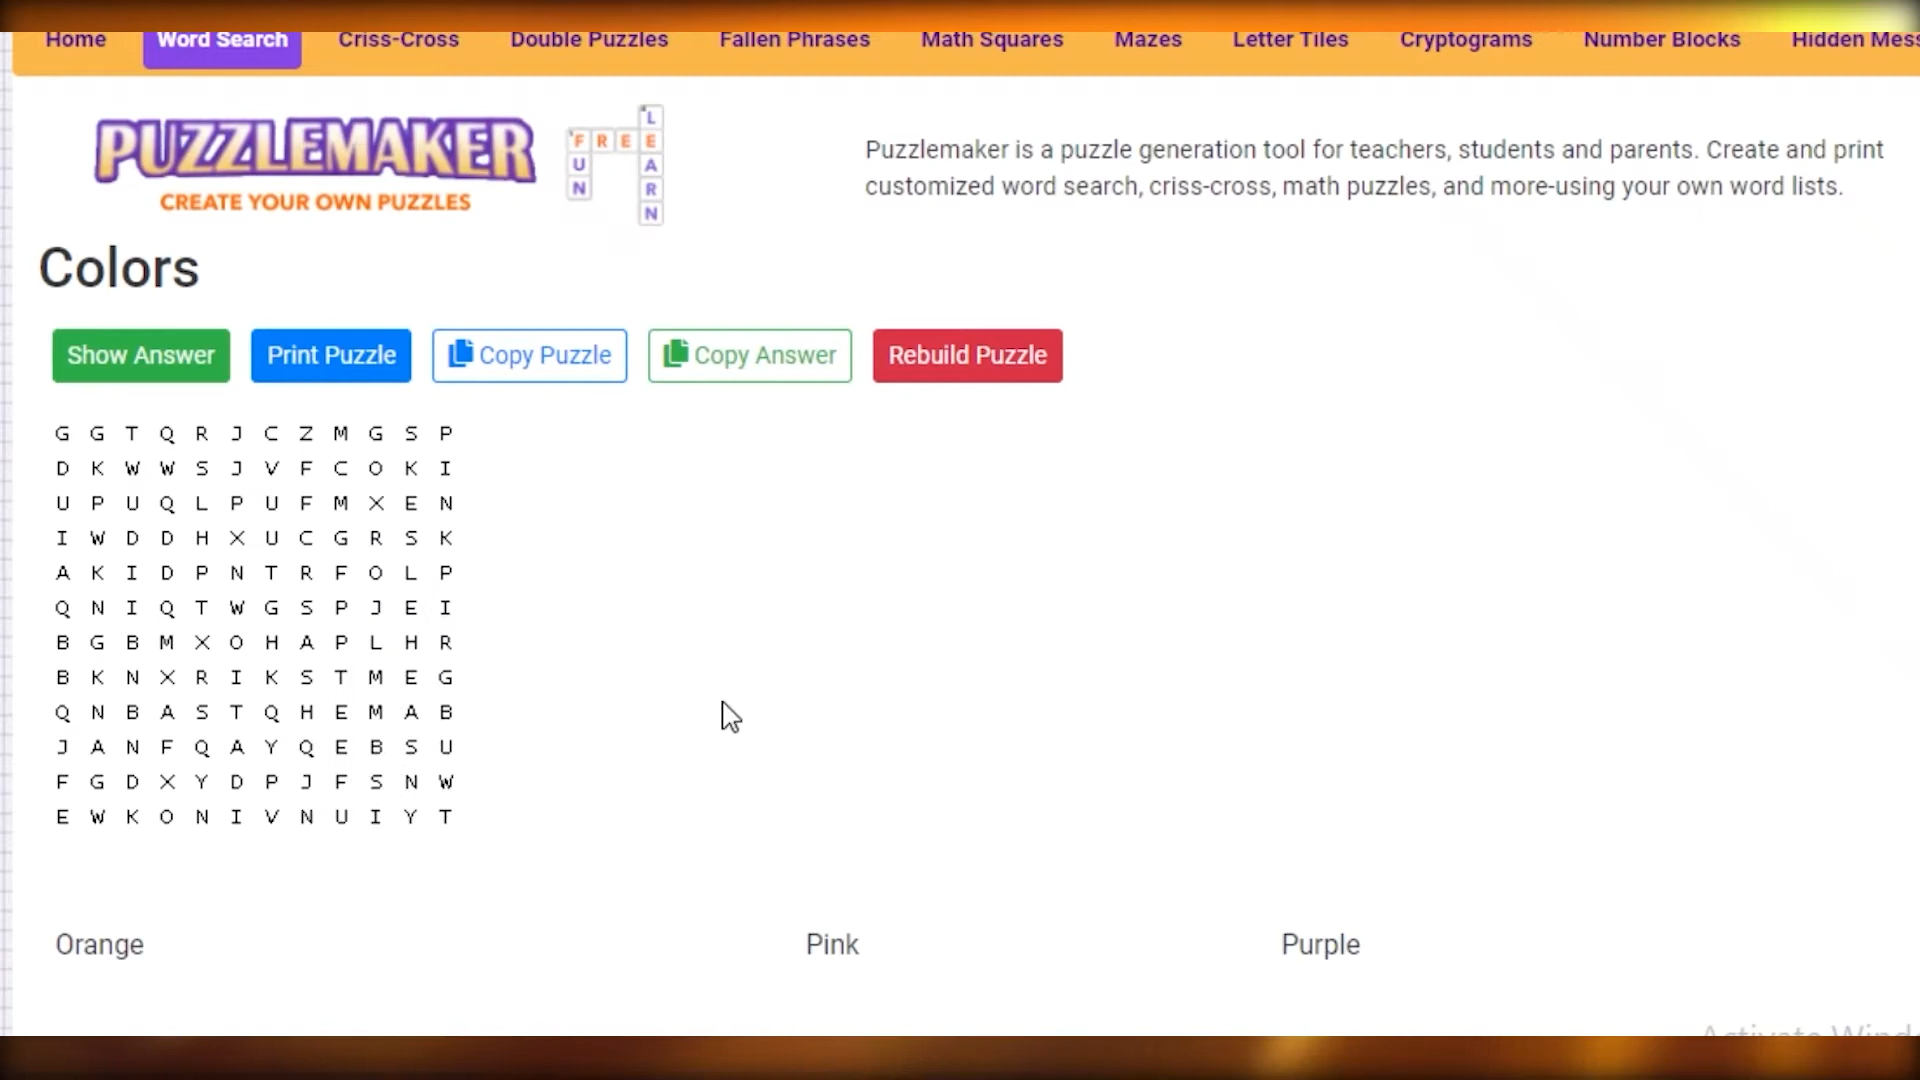 Home Word Search Criss-Cross Double Puzzles Fallen Phrases Math Squares Mazes Letter Tiles Cryptograms Number Blocks Hidden Mess
PUZZLEMAKER
CREATE YOUR OWN PUZZLES
FREE
FUN
LEARN
Puzzlemaker is a puzzle generation tool for teachers, students and parents. Create and print
customized word search, criss-cross, math puzzles, and more-using your own word lists.
Colors
Show Answer Print Puzzle Copy Puzzle Copy Answer Rebuild Puzzle
G G T Q R J C Z M G S P
D K W W S J V F C O K I
U P U Q L P U F M X E N
I W D D H X U C G R S K
A K I D P N T R F O L P
Q N I Q T W G S P J E I
B G B M X O H A P L H R
B K N X R I K S T M E G
Q N B A S T Q H E M A B
J A N F Q A Y Q E B S U
F G D X Y D P J F S N W
E W K O N I V N U I Y T
Orange Pink Purple